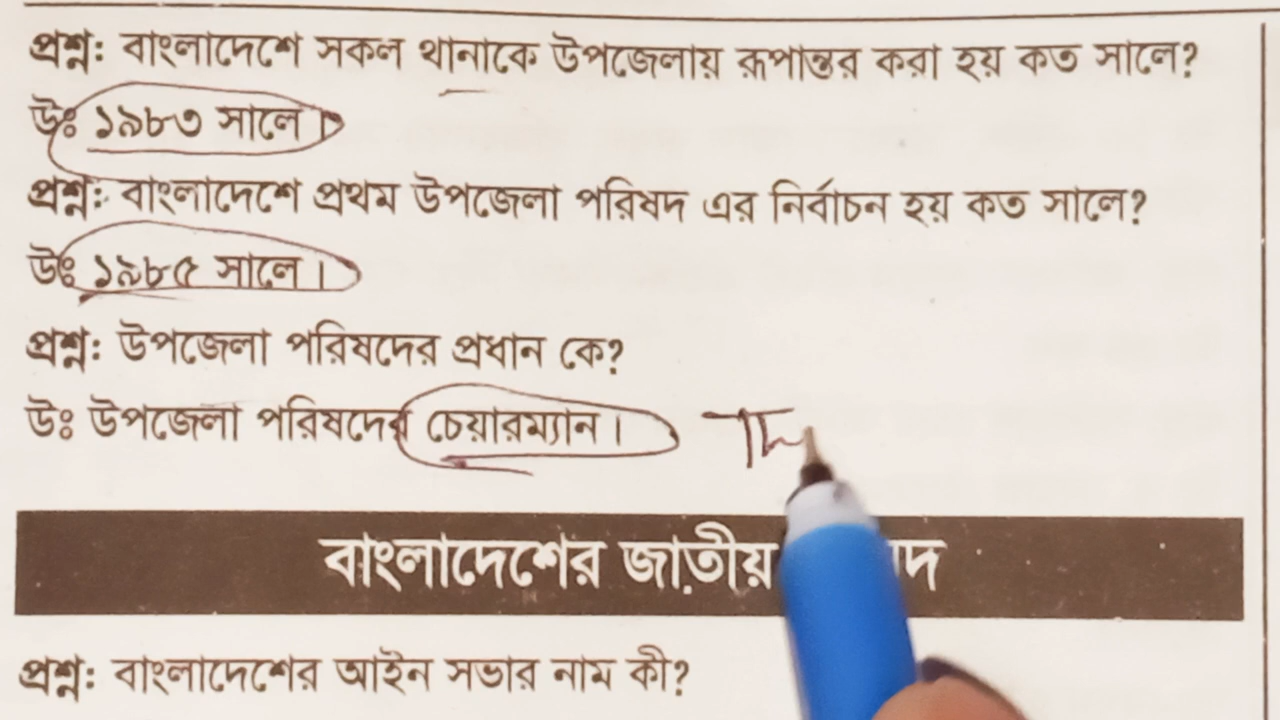 প্রশ্ন: বাংলাদেশে সকল থানাকে উপজেলায় রূপান্তর করা হয় কত সালে?
উঃ ১৯৮৩ সালে।
প্রশ্ন: বাংলাদেশে প্রথম উপজেলা পরিষদ এর নির্বাচন হয় কত সালে?
উঃ ১৯৮৫ সালে।
প্রশ্ন: উপজেলা পরিষদের প্রধান কে?
উঃ উপজেলা পরিষদের চেয়ারম্যান।
বাংলাদেশের জাতীয়
প্রশ্ন: বাংলাদেশের আইন সভার নাম কী?